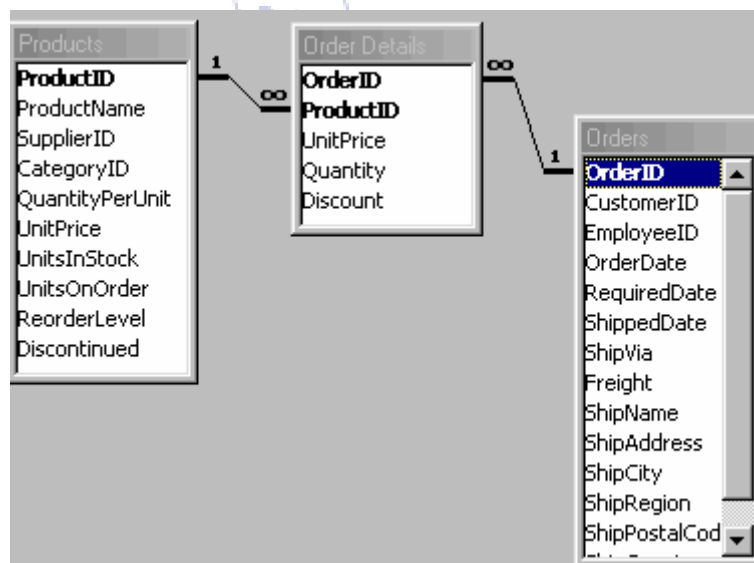 Products
ProductID
ProductName
SupplierID
CategoryID
QuantityPerUnit
UnitPrice
UnitsInStock
UnitsOnOrder
ReorderLevel
Discontinued
1
∞
Order Details
OrderID
ProductID
UnitPrice
Quantity
Discount
∞
1
Orders
OrderID
CustomerID
EmployeeID
OrderDate
RequiredDate
ShippedDate
ShipVia
Freight
ShipName
ShipAddress
ShipCity
ShipRegion
ShipPostalCod